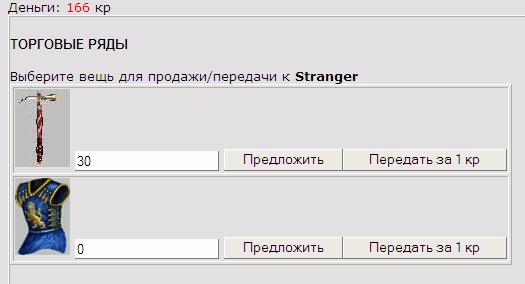 Деньги: 166 кр
ТОРГОВЫЕ РЯДЫ
Выберите вещь для продажи/передачи к Stranger
30 Предложить Передать за 1 кр
0 Предложить Передать за 1 кр